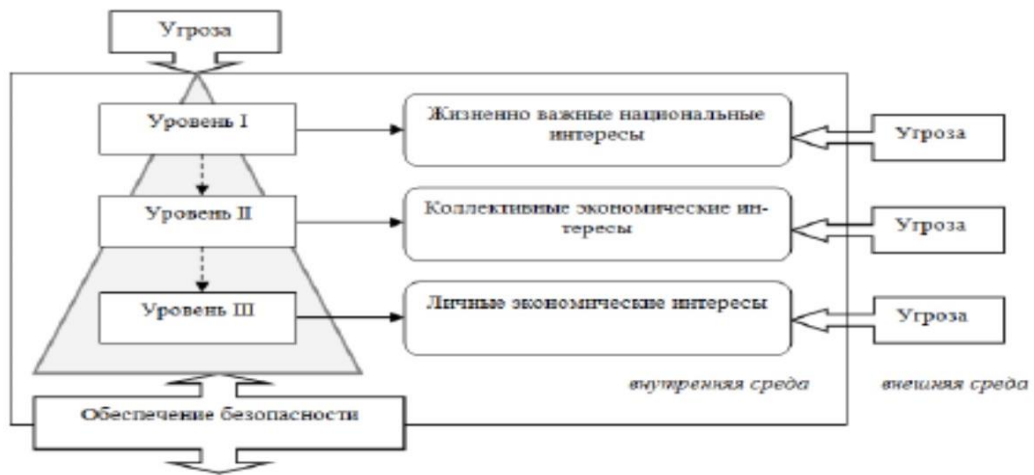 Угроза
Уровень I
Жизненно важные национальные
интересы
Угроза
Уровень II
Коллективные экономические ин-
тересы
Угроза
Уровень III
Личные экономические интересы
Угроза
внутренняя среда
внешняя среда
Обеспечение безопасности